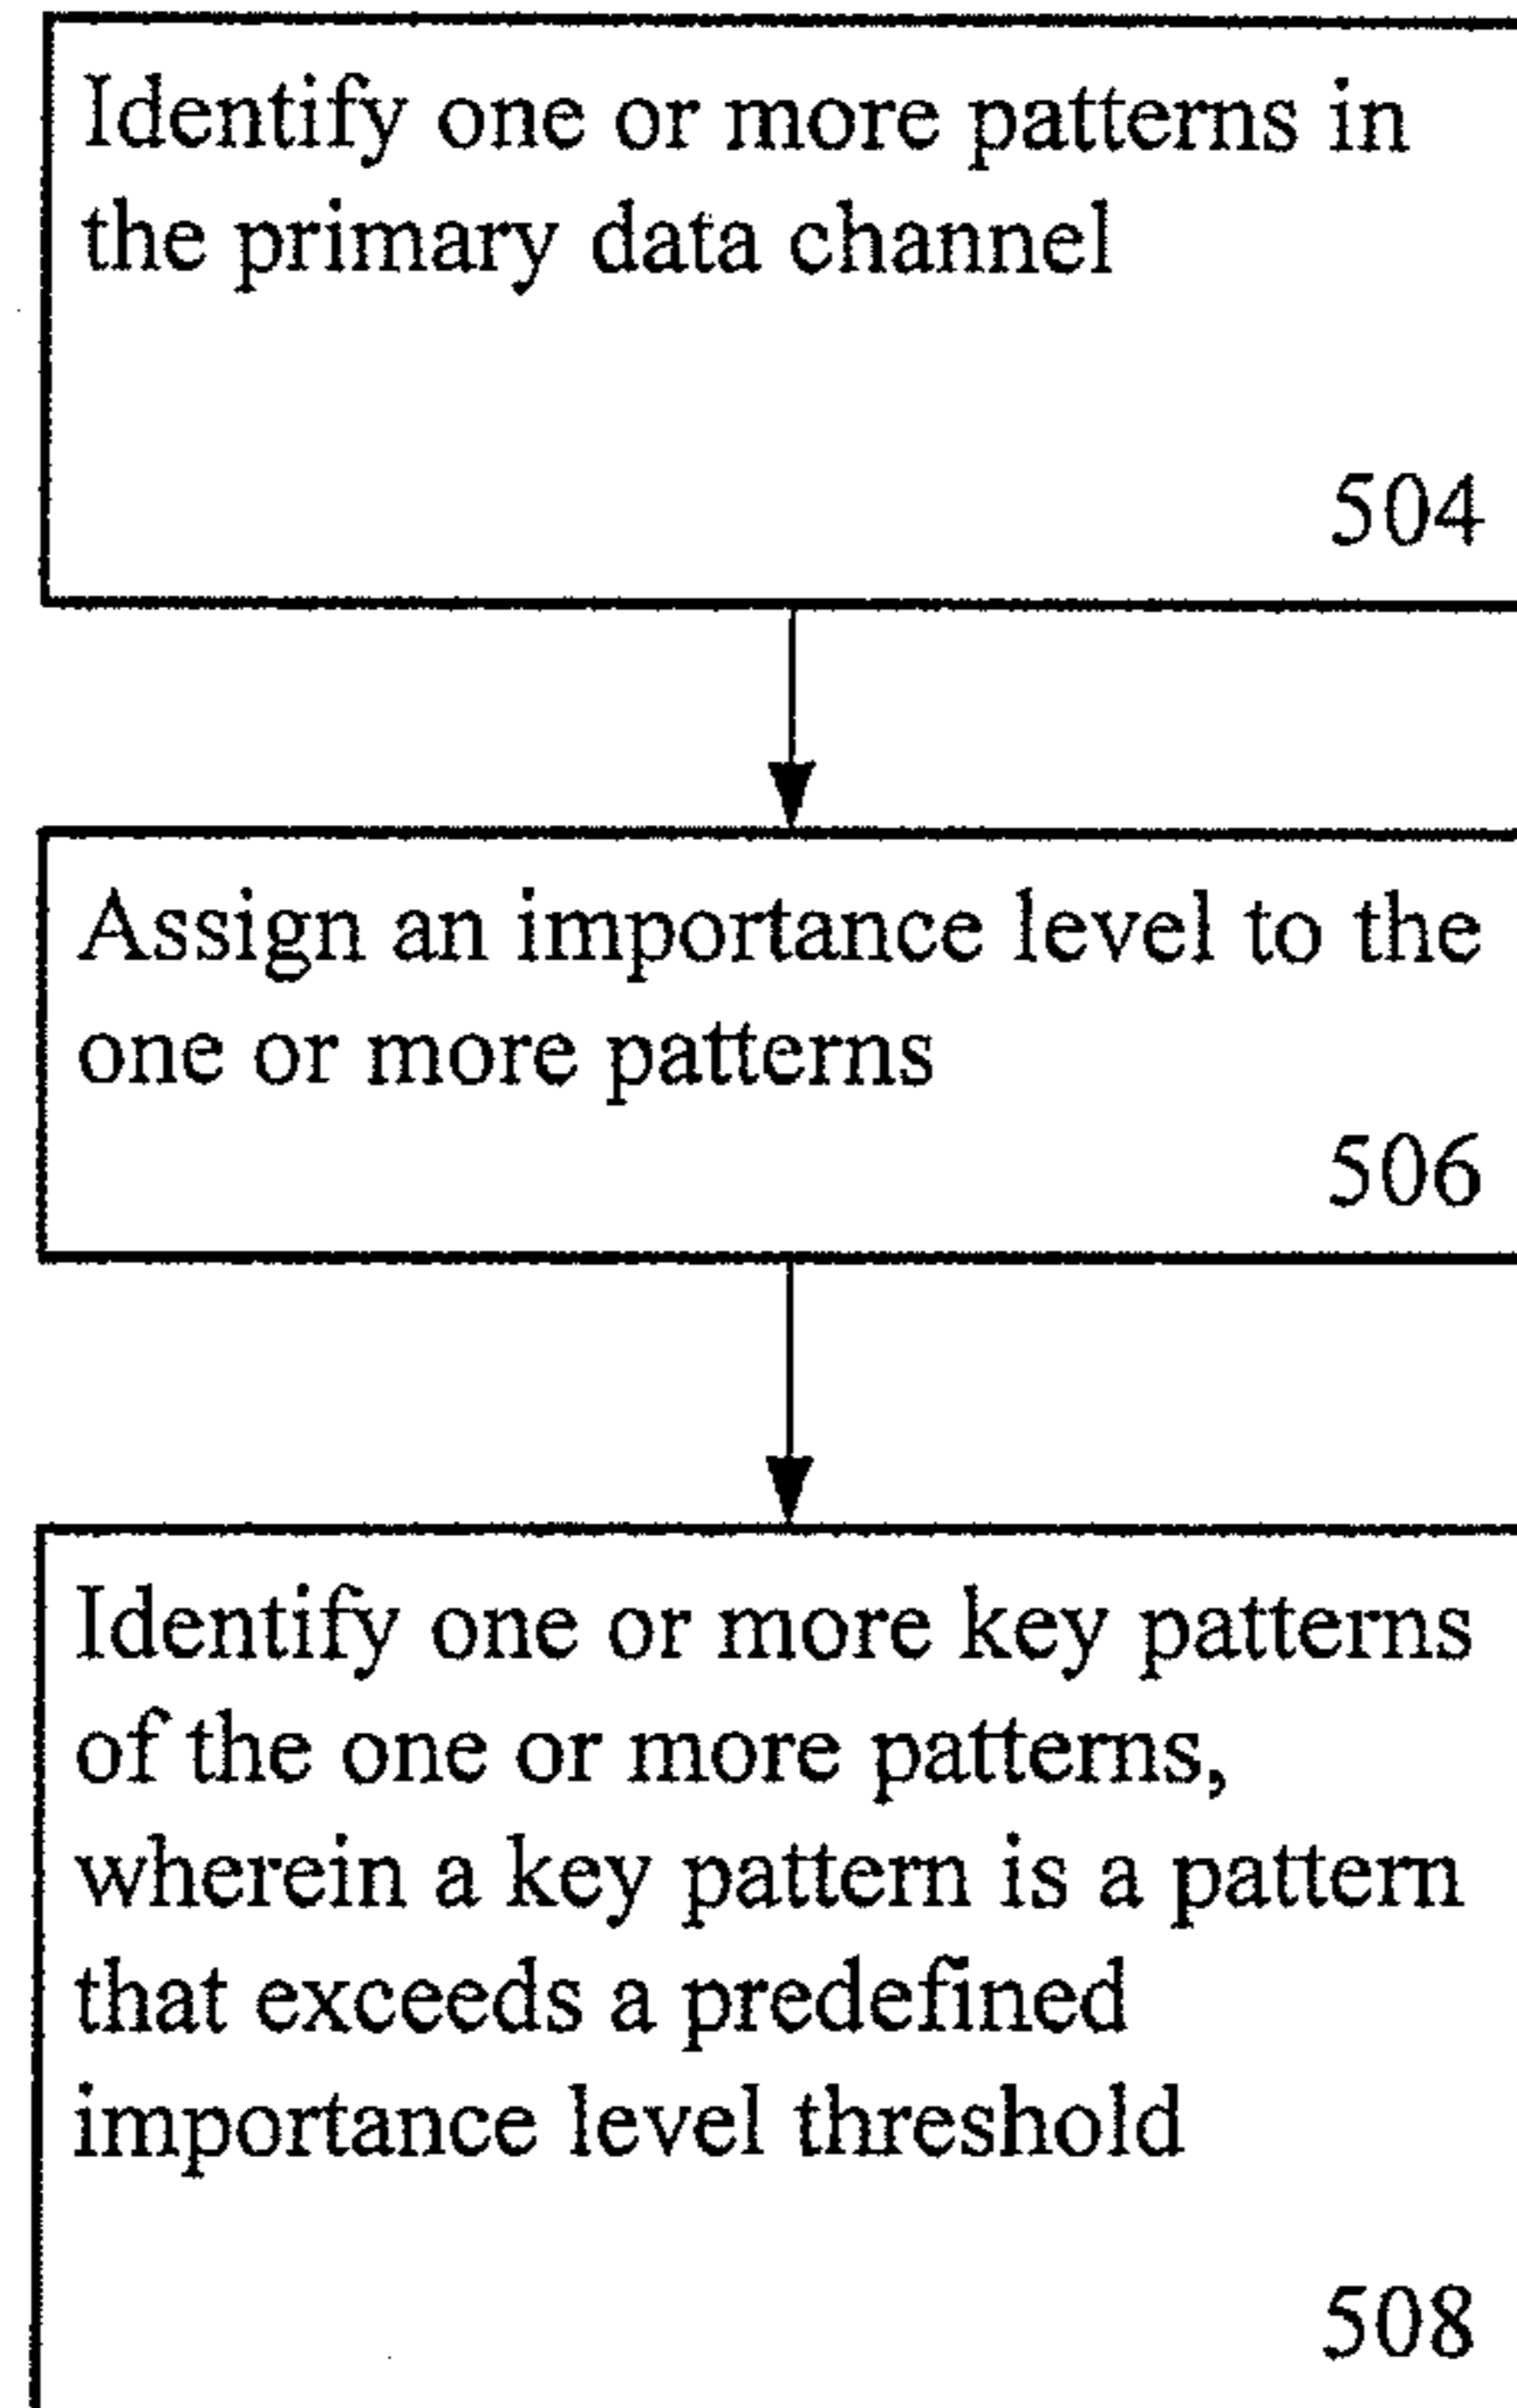 Identify one or more patterns in
the primary data channel
504
Assign an importance level to the
one or more patterns
506
Identify one or more key patterns
of the one or more patterns,
wherein a key pattern is a pattern
that exceeds a predefined
importance level threshold
508